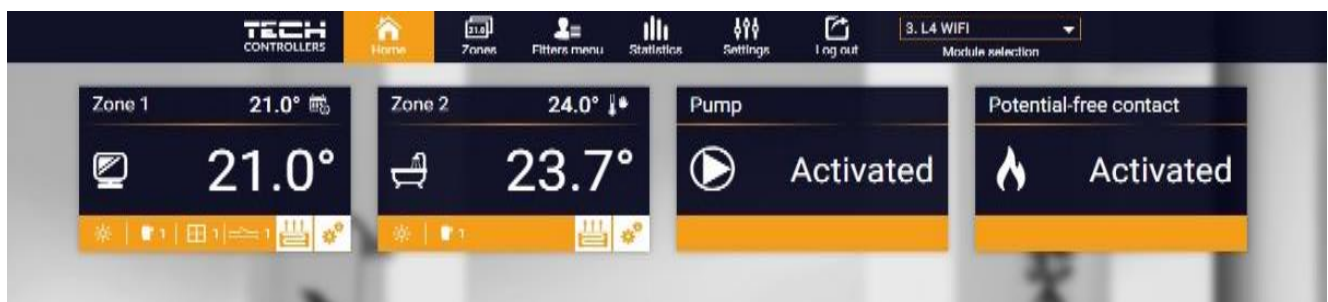 TECH
CONTROLLERS
Home
Zones
Fitters menu
Statistics
Settings
Log out
3. L4 WIFI
Module selection
Zone 1 21.0°
21.0°
1 1 1
Zone 2 24.0°
23.7°
1
Pump
Activated
Potential-free contact
Activated